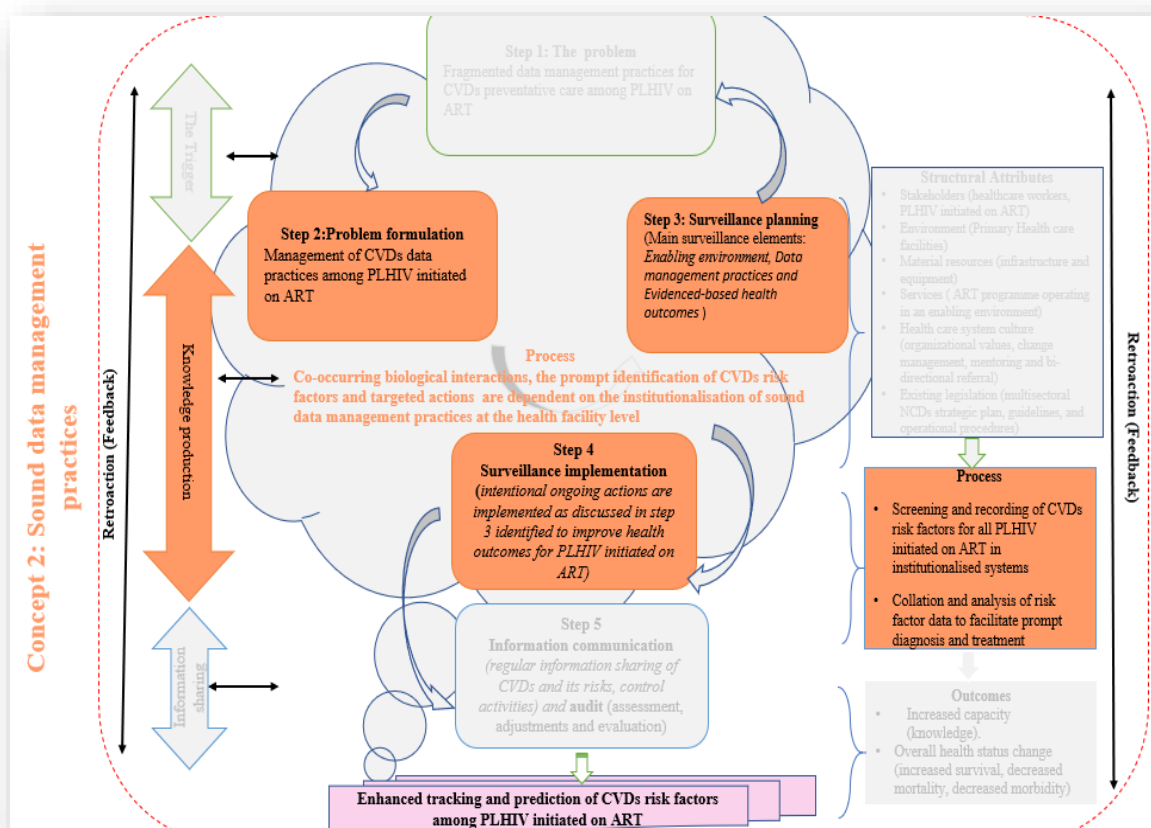 Concept 2: Sound data management
practices
Retroaction (Feedback)
The Trigger
Knowledge production
Information
sharing
Step 1: The  problem
Fragmented data management practices for
CVDs preventative care among PLHIV on
ART
Step 2:Problem formulation
Management of CVDs data
practices among PLHIV initiated
on ART
Step 3: Surveillance planning
(Main surveillance elements:
Enabling environment, Data
management practices and
Evidenced-based health
outcomes )
Process
Co-occurring biological interactions, the prompt identification of CVDs risk
factors and targeted actions  are dependent on the institutionalisation of sound
data management practices at the health facility level
Step 4
Surveillance implementation
(intentional ongoing actions are
implemented as discussed in step
3 identified to improve health
outcomes for PLHIV initiated on
ART)
Step 5
Information communication
(regular information sharing of
CVDs and its risks, control
activities) and audit (assessment,
adjustments and evaluation)
Enhanced tracking and prediction of CVDs risk factors
among PLHIV initiated on ART
Structural Attributes
• Stakeholders (healthcare workers,
PLHIV initiated on ART)
• Environment (Primary Health care
facilities)
• Material resources (infrastructure and
equipment)
• Services ( ART programme operating
in an enabling environment)
• Health care system culture
(organizational values, change
management, mentoring and bi-
directional referral)
• Existing legislation (multisectoral
NCDs strategic plan, guidelines, and
operational procedures)
Process
• Screening and recording of CVDs
risk factors for all PLHIV
initiated on ART in
institutionalised systems
• Collation and analysis of risk
factor data to facilitate prompt
diagnosis and treatment
Outcomes
• Increased capacity
(knowledge).
• Overall health status change
(increased survival, decreased
mortality, decreased morbidity)
Retroaction (Feedback)